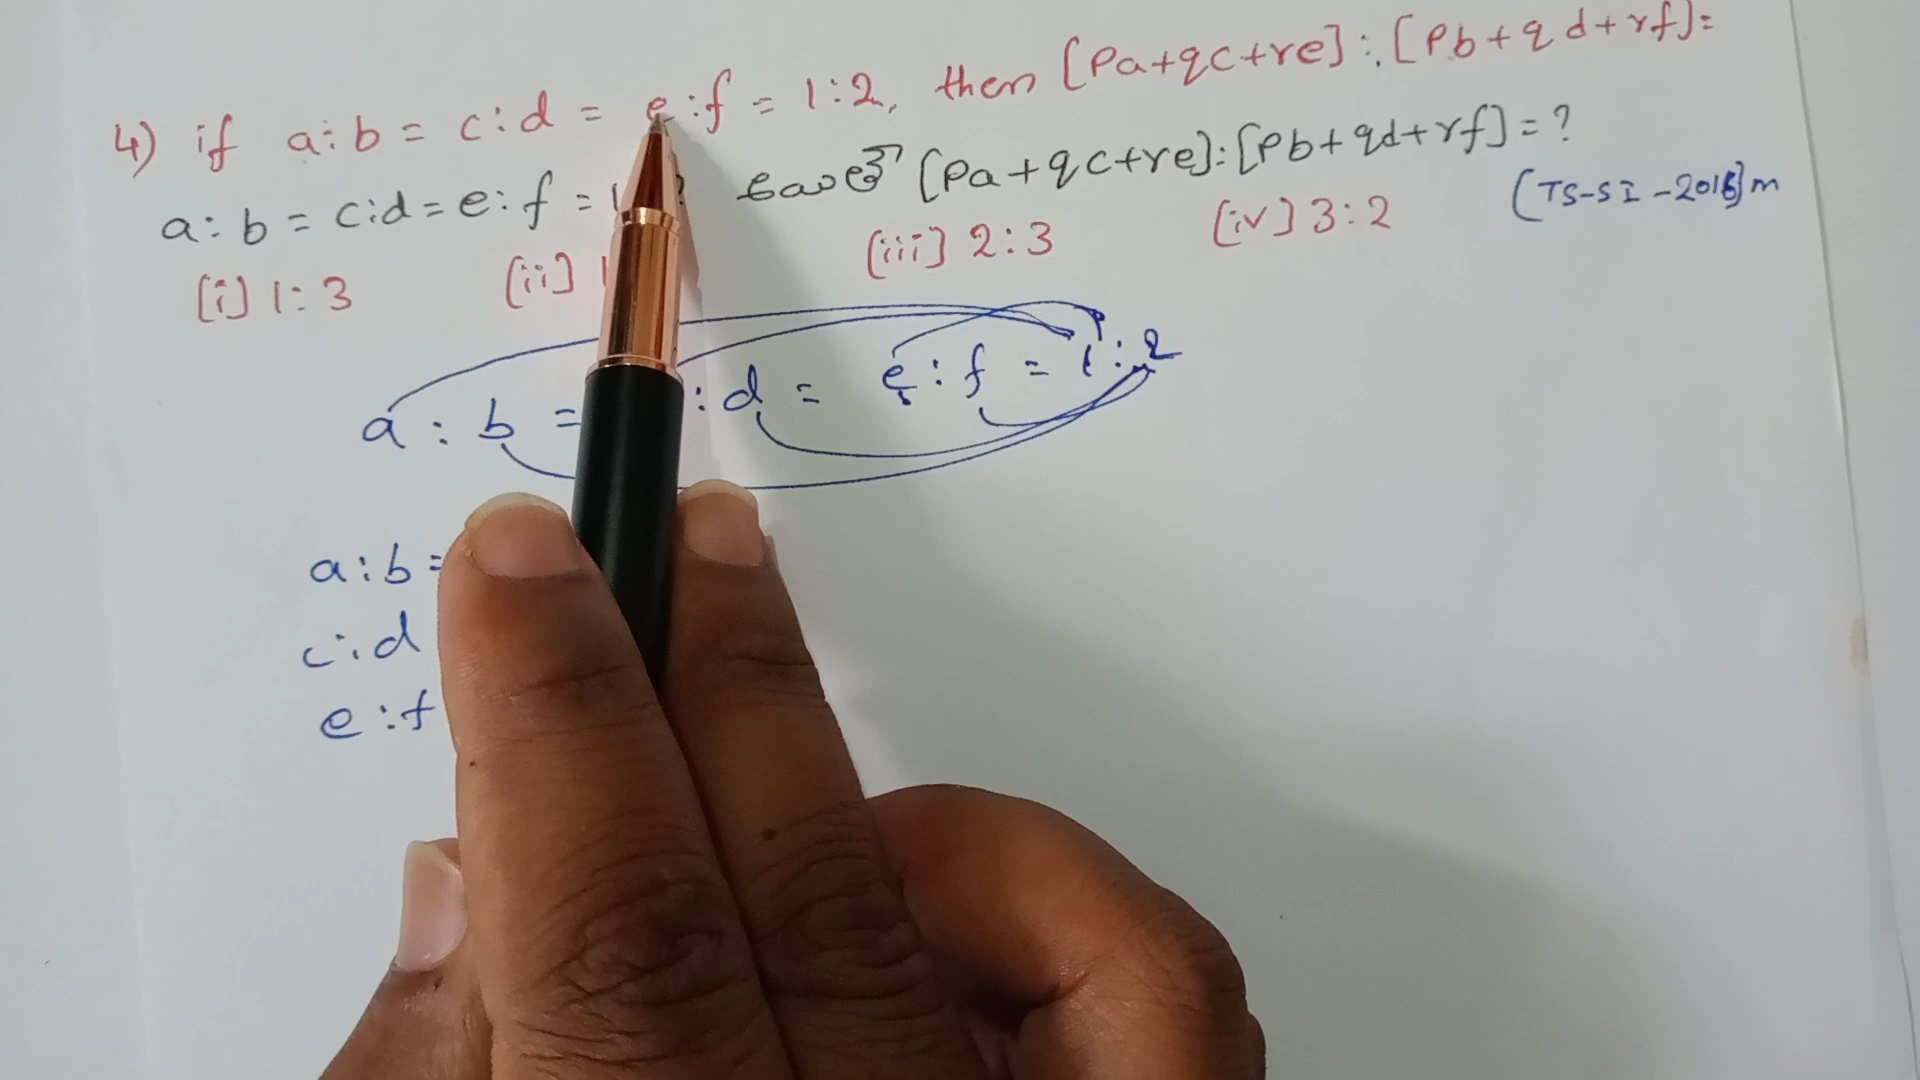 4) if a:b = c:d = e:f = 1:2, then [Pa+qc+re]:[Pb+qd+rf]=
a:b = c:d = e:f = 1 ? [Pa+qc+re]:[Pb+qd+rf]=?
(TS-SI-2016)m
[i] 1:3 [ii] 1 [iii] 2:3 [iv] 3:2
a : b = :d = e:f = 1:2
a:b=
c:d
e:f